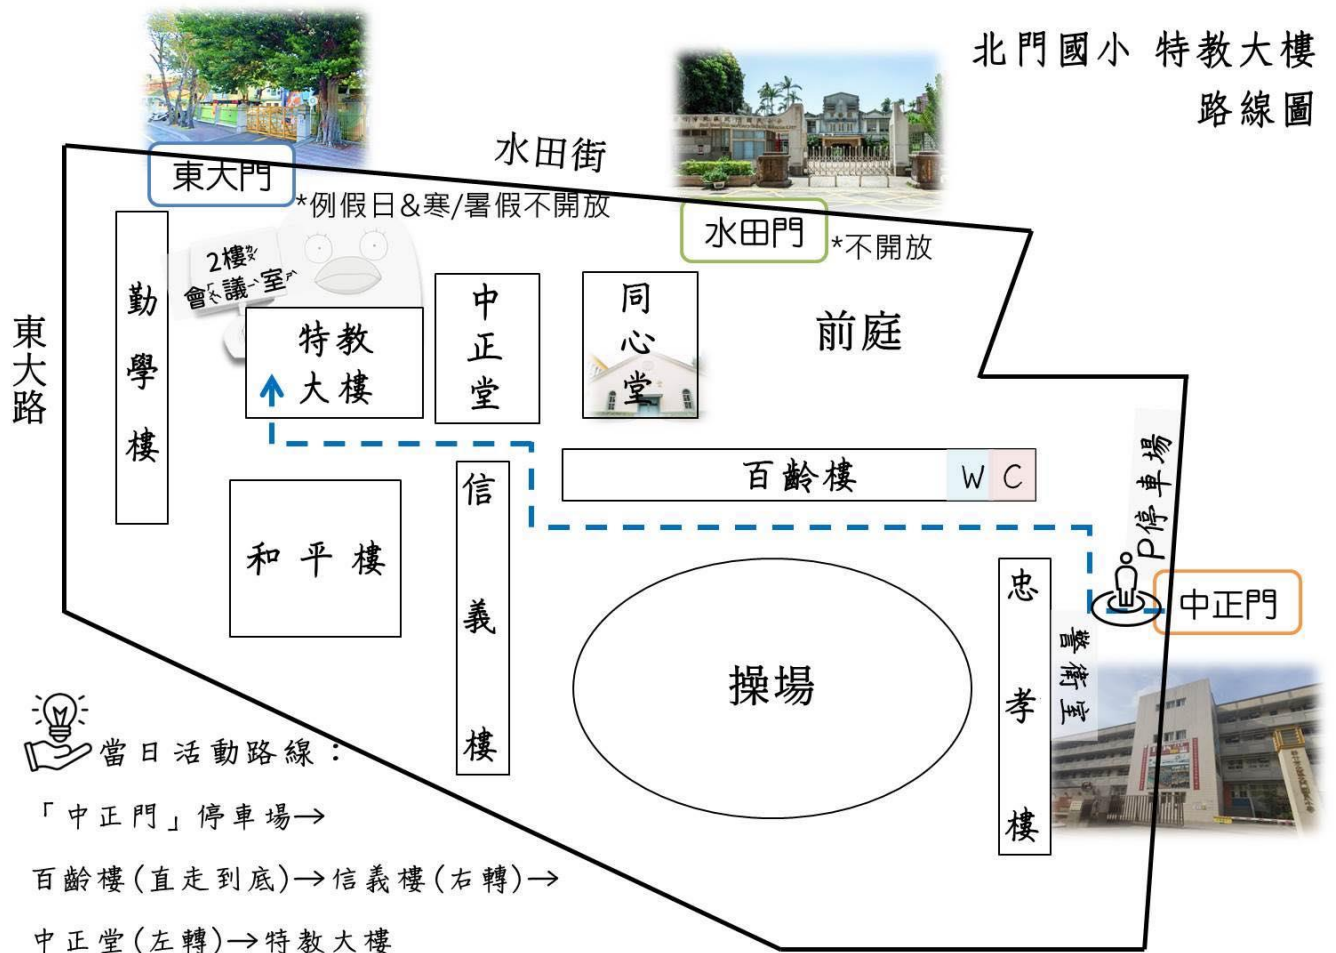 北門國小 特教大樓
路線圖
水田街
東大門
*例假日&寒/暑假不開放
水田門
*不開放
2樓
會議室
東大路
勤學樓
特教
大樓
中正堂
同心堂
前庭
百齡樓
W C
P停車場
中正門
信義樓
和平樓
操場
忠孝樓
警衛室
當日活動路線：
「中正門」停車場→
百齡樓(直走到底)→信義樓(右轉)→
中正堂(左轉)→特教大樓